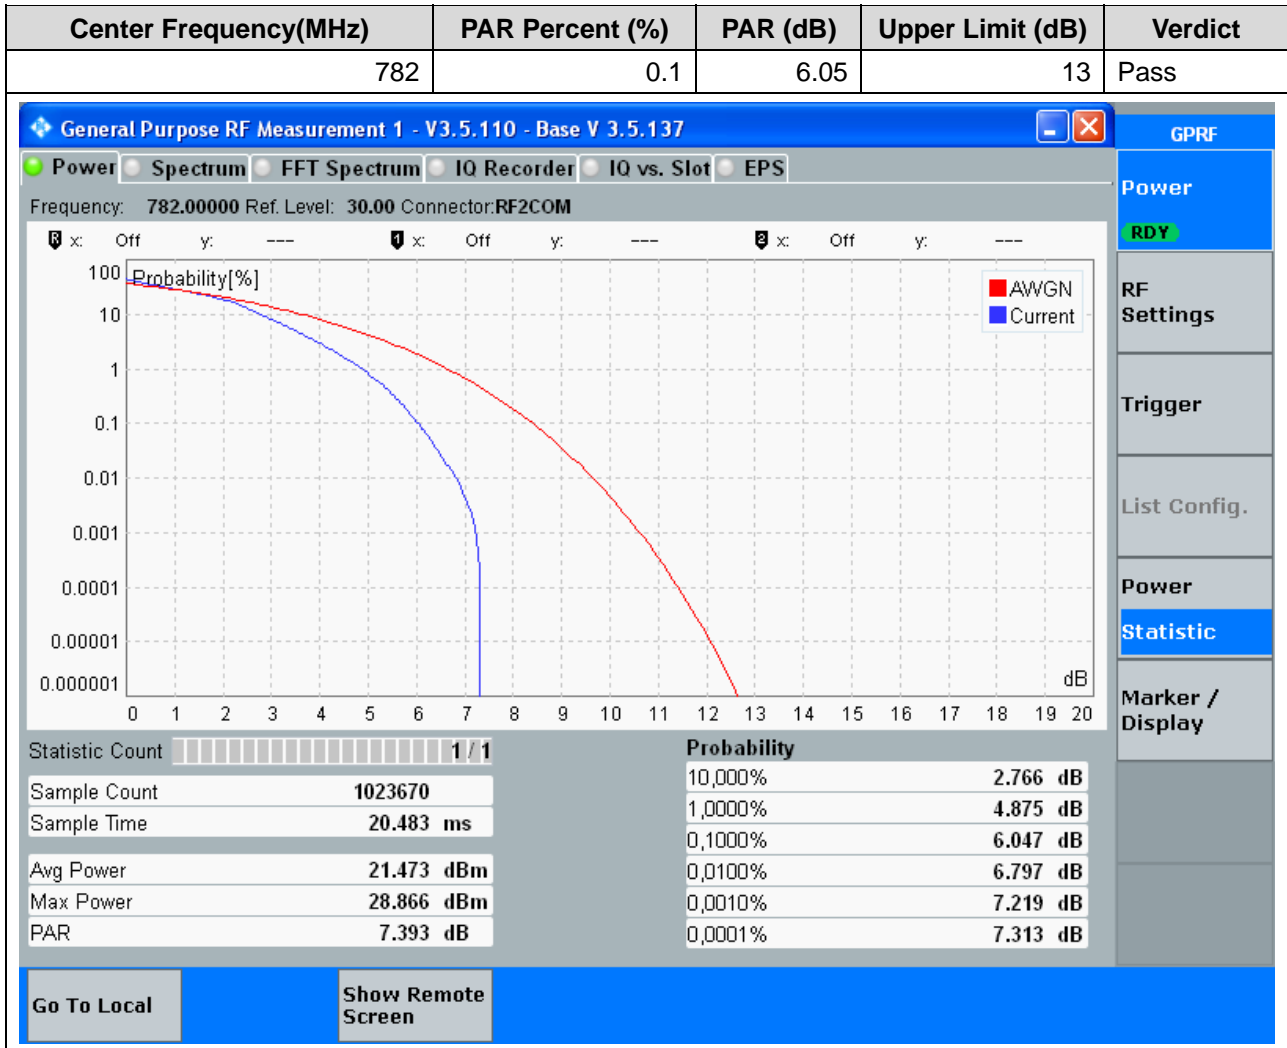 Center Frequency(MHz) PAR Percent (%) PAR (dB) Upper Limit (dB) Verdict
782 0.1 6.05 13 Pass
General Purpose RF Measurement 1 - V3.5.110 - Base V 3.5.137
GPRF
Power Spectrum FFT Spectrum IQ Recorder IQ vs. Slot EPS
Power
RDY
Frequency: 782.00000 Ref. Level: 30.00 Connector:RF2COM
R x: Off y: --- 1 x: Off y: --- 2 x: Off y: ---
Probability[%]
AWGN
Current
100
10
1
0.1
0.01
0.001
0.0001
0.00001
0.000001
dB
0 1 2 3 4 5 6 7 8 9 10 11 12 13 14 15 16 17 18 19 20
RF
Settings
Trigger
List Config.
Power
Statistic
Marker /
Display
Statistic Count 1 / 1
Sample Count 1023670
Sample Time 20.483 ms
Avg Power 21.473 dBm
Max Power 28.866 dBm
PAR 7.393 dB
Probability
10,000% 2.766 dB
1,0000% 4.875 dB
0,1000% 6.047 dB
0,0100% 6.797 dB
0,0010% 7.219 dB
0,0001% 7.313 dB
Go To Local
Show Remote
Screen